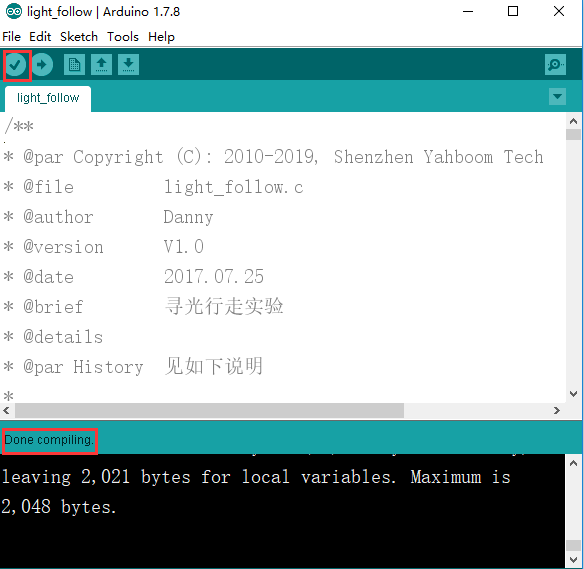 light_follow | Arduino 1.7.8
File Edit Sketch Tools Help
light_follow
/**
* @par Copyright (C): 2010-2019, Shenzhen Yahboom Tech
* @file light_follow.c
* @author Danny
* @version V1.0
* @date 2017.07.25
* @brief 寻光行走实验
* @details
* @par History 见如下说明
*
Done compiling.
leaving 2,021 bytes for local variables. Maximum is
2,048 bytes.